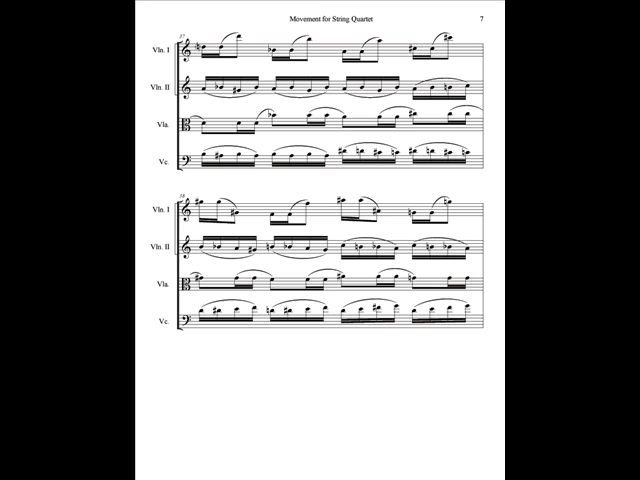 Movement for String Quartet 7
37
Vln. I
Vln. II
Vla.
Vc.
38
Vln. I
Vln. II
Vla.
Vc.